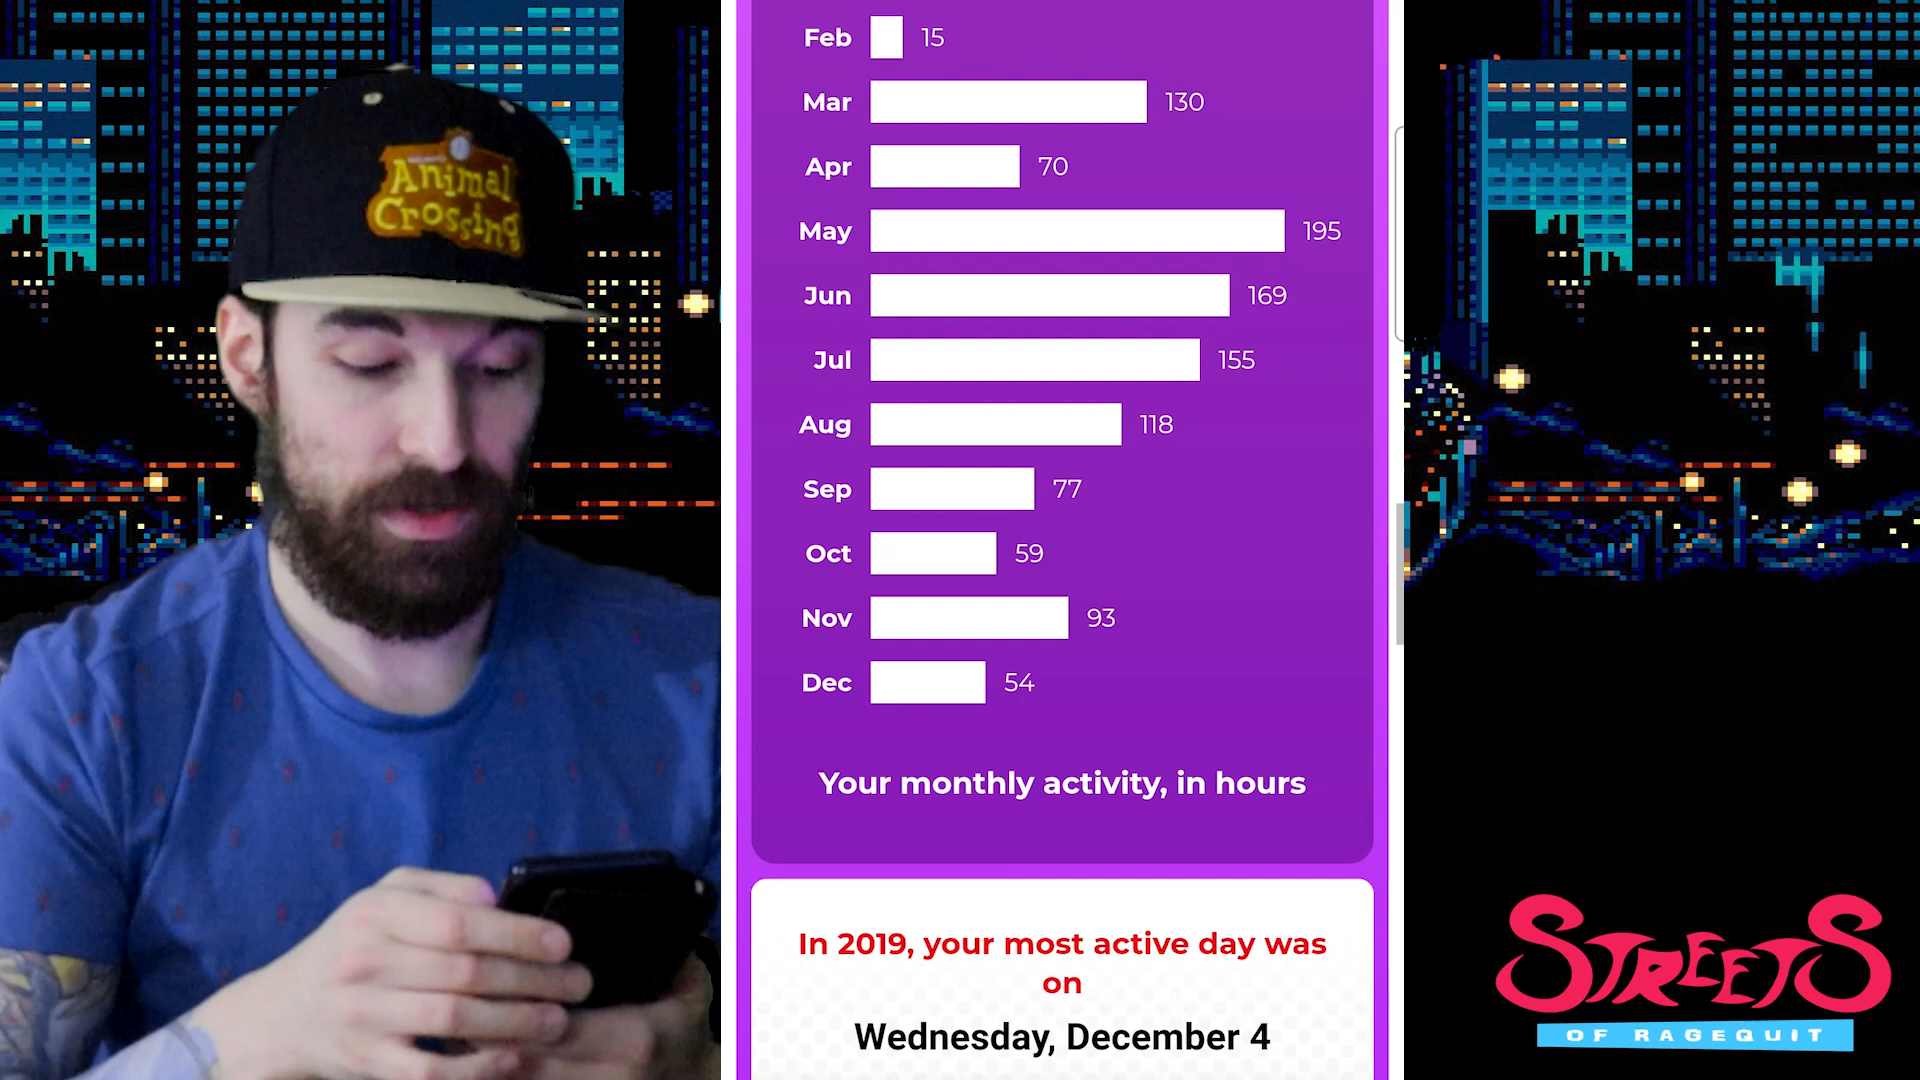 Animal
Crossing
Feb 15
Mar 130
Apr 70
May 195
Jun 169
Jul 155
Aug 118
Sep 77
Oct 59
Nov 93
Dec 54
Your monthly activity, in hours
In 2019, your most active day was
on
Wednesday, December 4
STREETS
OF RAGEQUIT